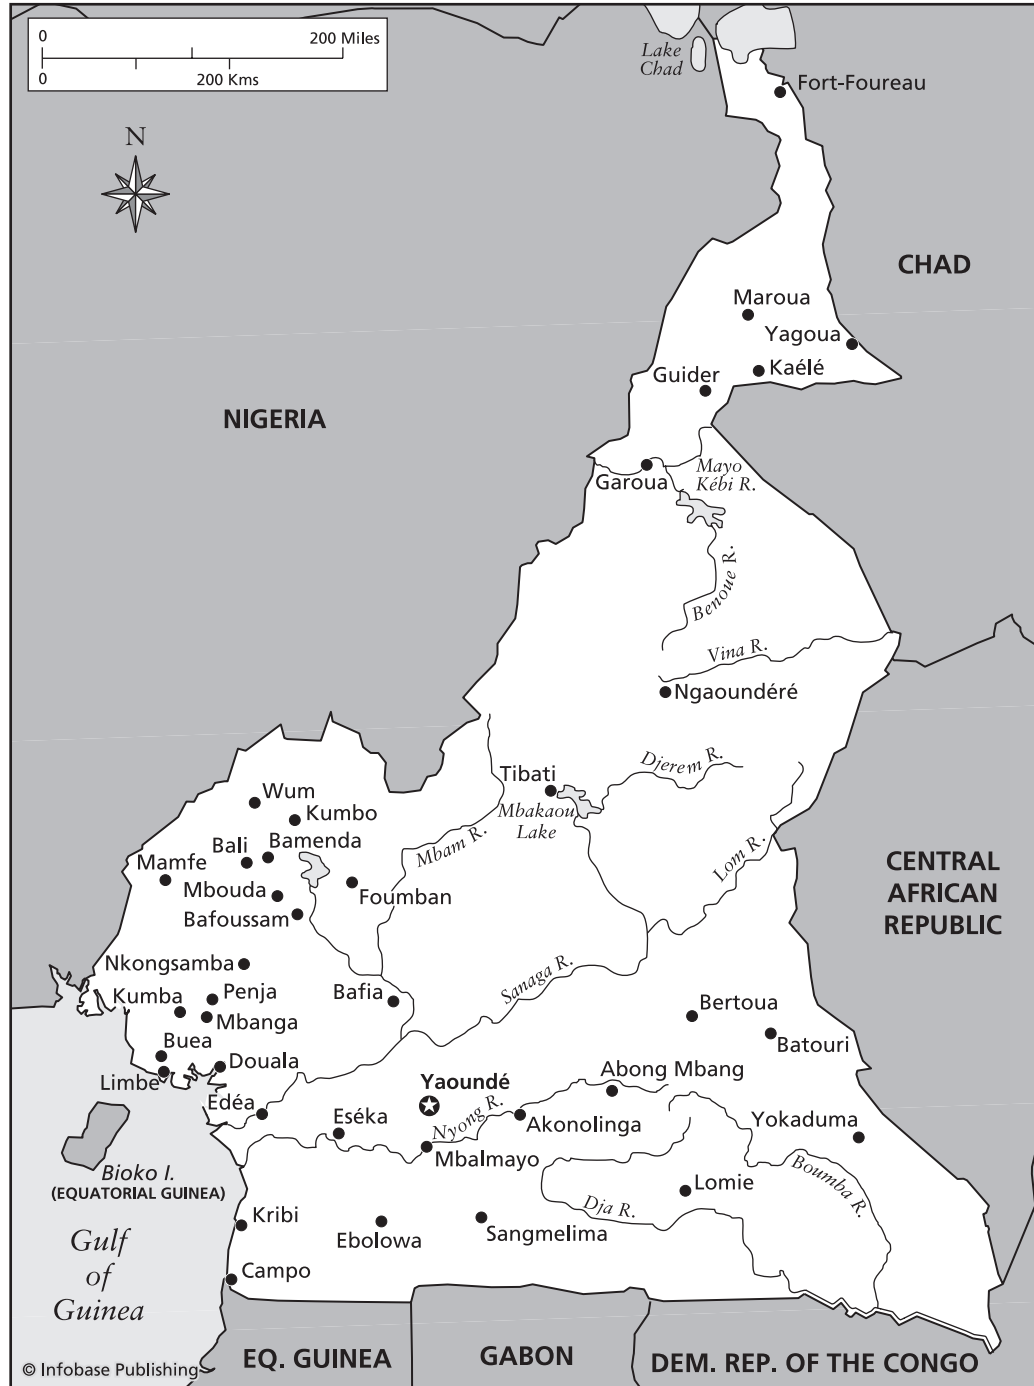 0 200 Miles
0 200 Kms
N
Lake
Chad
Fort-Foureau
CHAD
Maroua
Yagoua
Kaélé
Guider
NIGERIA
Garoua
Mayo
Kébi R.
Benoue R.
Vina R.
Ngaoundéré
Djerem R.
Tibati
Mbakaou
Lake
Wum
Kumbo
Bamenda
Bali
Mbam R.
Lom R.
Mamfe
Mbouda
Foumban
Bafoussam
CENTRAL
AFRICAN
REPUBLIC
Nkongsamba
Sanaga R.
Penja
Bafia
Kumba
Mbanga
Bertoua
Batouri
Buea
Douala
Limbe
Yaoundé
Abong Mbang
Edéa
Eséka
Nyong R.
Akonolinga
Yokaduma
Mbalmayo
Bioko I.
(EQUATORIAL GUINEA)
Lomie
Boumba R.
Dja R.
Kribi
Ebolowa
Sangmelima
Gulf
of
Guinea
Campo
EQ. GUINEA
GABON
DEM. REP. OF THE CONGO
© Infobase Publishing